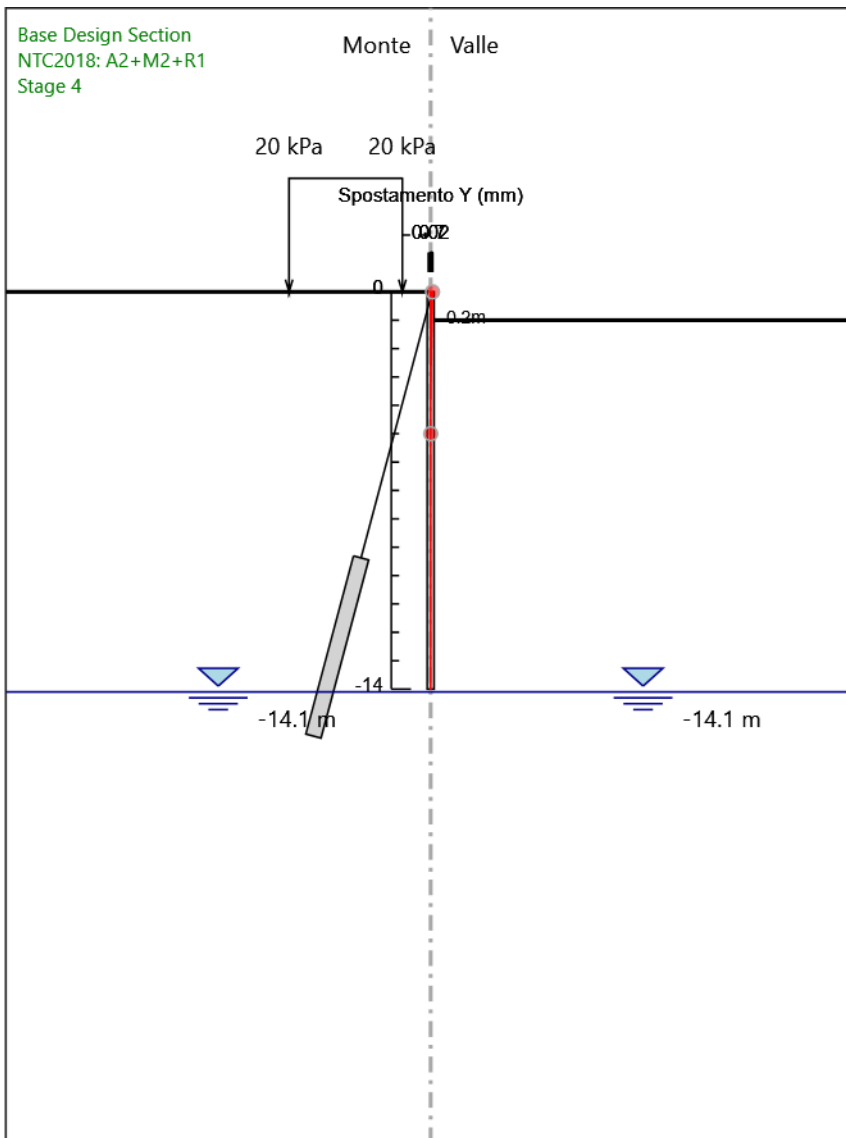 Base Design Section
NTC2018: A2+M2+R1
Stage 4
Monte Valle
20 kPa 20 kPa
Spostamento Y (mm)
0
0.2m
-14
-14.1 m -14.1 m